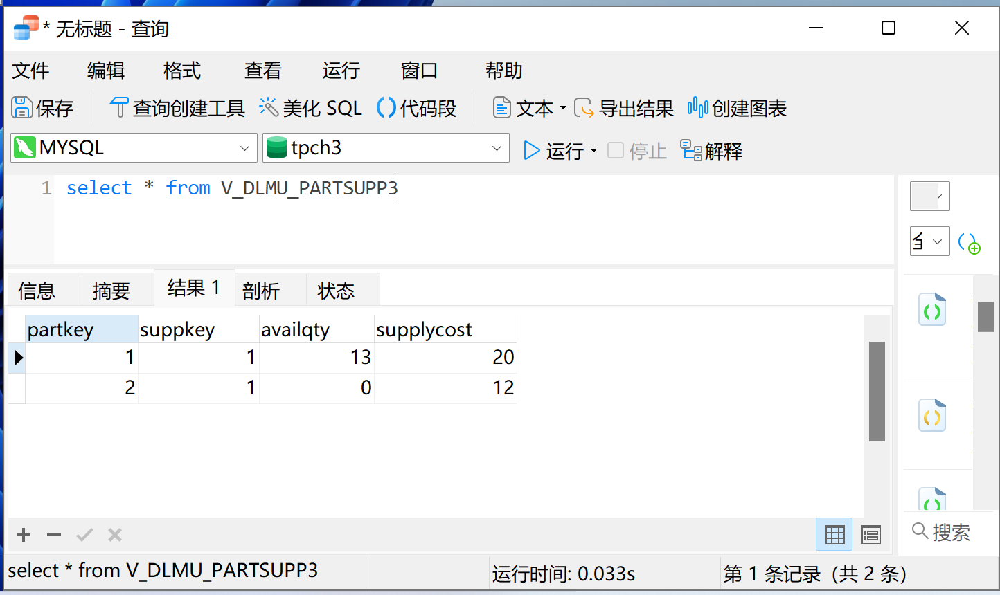 * 无标题 - 查询
文件 编辑 格式 查看 运行 窗口 帮助
保存 查询创建工具 美化 SQL 代码段 文本 导出结果 创建图表
MYSQL tpch3 运行 停止 解释
1 select * from V_DLMU_PARTSUPP3
信息 摘要 结果 1 剖析 状态
partkey suppkey availqty supplycost
1 1 13 20
2 1 0 12
搜索
select * from V_DLMU_PARTSUPP3 运行时间: 0.033s 第 1 条记录 (共 2 条)